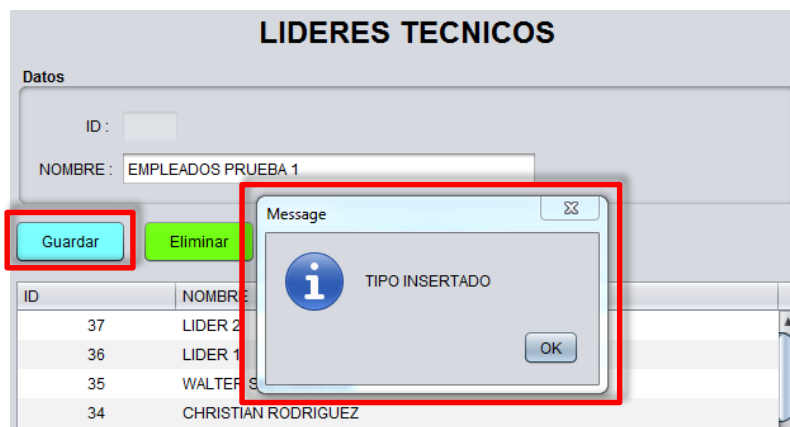 LIDERES TECNICOS
Datos
ID :
NOMBRE : EMPLEADOS PRUEBA 1
Guardar Eliminar
Message
TIPO INSERTADO
OK
ID NOMBRE
37 LIDER 2
36 LIDER 1
35 WALTER
34 CHRISTIAN RODRIGUEZ